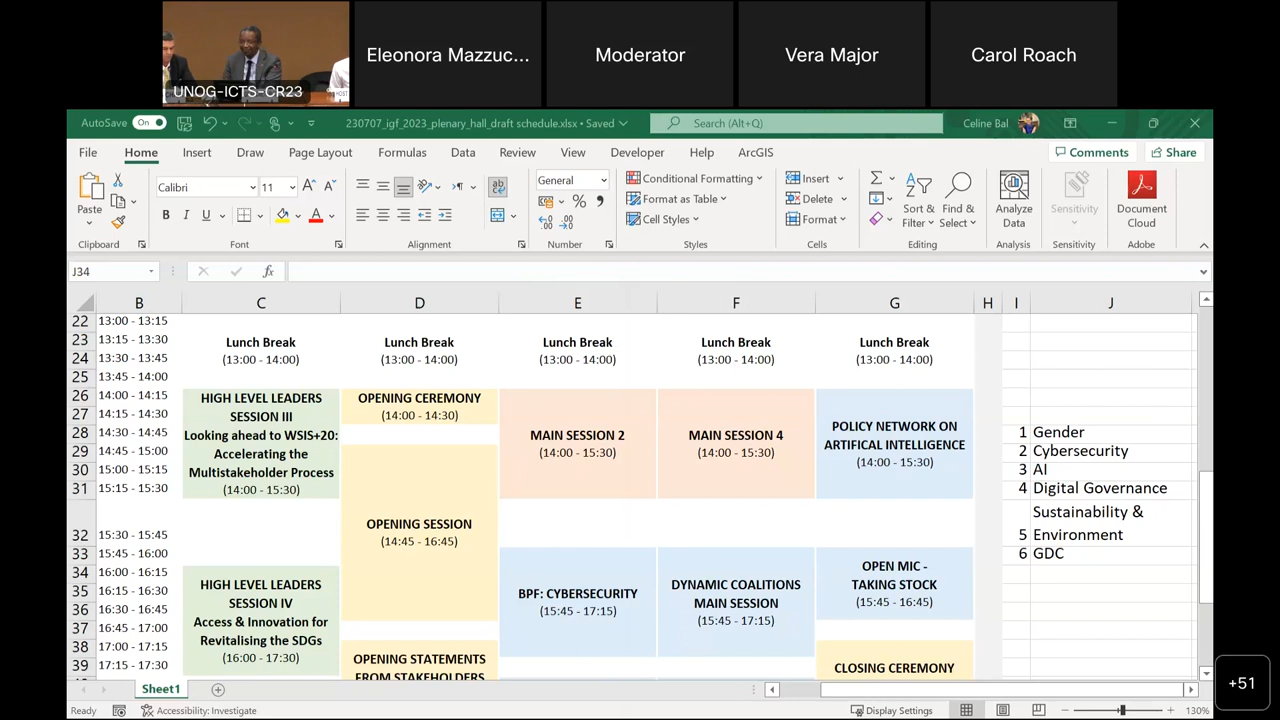 UNOG-ICTS-CR23
Eleonora Mazzuc...
Moderator
Vera Major
Carol Roach
AutoSave On
230707_igf_2023_plenary_hall_draft schedule.xlsx • Saved
Search (Alt+Q)
Celine Bal
File Home Insert Draw Page Layout Formulas Data Review View Developer Help ArcGIS
Comments Share
Paste
Clipboard
Calibri 11
B I U
Font
Alignment
General
Number
Conditional Formatting
Format as Table
Cell Styles
Styles
Insert
Delete
Format
Cells
Sort & Filter
Find & Select
Editing
Analyze Data
Analysis
Sensitivity
Sensitivity
Document Cloud
Adobe
J34
fx
B C D E F G H I J
22 13:00 - 13:15
23 13:15 - 13:30
24 13:30 - 13:45
25 13:45 - 14:00
26 14:00 - 14:15
27 14:15 - 14:30
28 14:30 - 14:45
29 14:45 - 15:00
30 15:00 - 15:15
31 15:15 - 15:30
32 15:30 - 15:45
33 15:45 - 16:00
34 16:00 - 16:15
35 16:15 - 16:30
36 16:30 - 16:45
37 16:45 - 17:00
38 17:00 - 17:15
39 17:15 - 17:30
Lunch Break
(13:00 - 14:00)
HIGH LEVEL LEADERS
SESSION III
Looking ahead to WSIS+20:
Accelerating the
Multistakeholder Process
(14:00 - 15:30)
HIGH LEVEL LEADERS
SESSION IV
Access & Innovation for
Revitalising the SDGs
(16:00 - 17:30)
Lunch Break
(13:00 - 14:00)
OPENING CEREMONY
(14:00 - 14:30)
OPENING SESSION
(14:45 - 16:45)
OPENING STATEMENTS
FROM STAKEHOLDERS
Lunch Break
(13:00 - 14:00)
MAIN SESSION 2
(14:00 - 15:30)
BPF: CYBERSECURITY
(15:45 - 17:15)
Lunch Break
(13:00 - 14:00)
MAIN SESSION 4
(14:00 - 15:30)
DYNAMIC COALITIONS
MAIN SESSION
(15:45 - 17:15)
Lunch Break
(13:00 - 14:00)
POLICY NETWORK ON
ARTIFICAL INTELLIGENCE
(14:00 - 15:30)
OPEN MIC -
TAKING STOCK
(15:45 - 16:45)
CLOSING CEREMONY
1 Gender
2 Cybersecurity
3 AI
4 Digital Governance
Sustainability &
5 Environment
6 GDC
Sheet1
Ready
Accessibility: Investigate
Display Settings
130%
+51